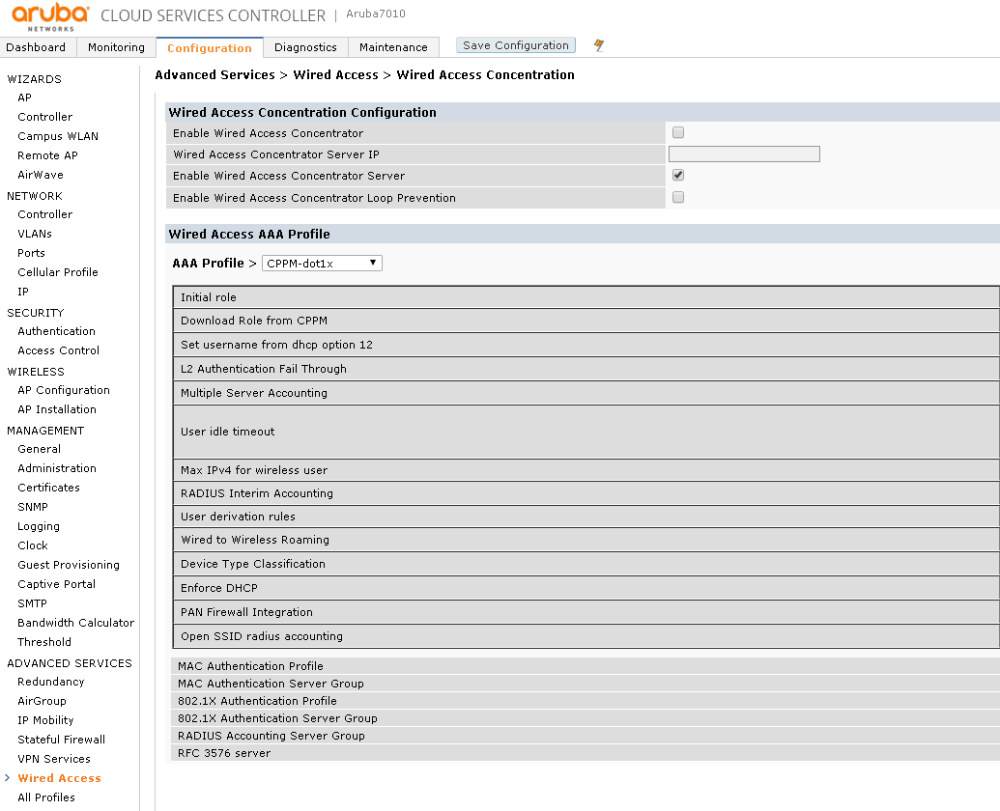 aruba NETWORKS CLOUD SERVICES CONTROLLER | Aruba7010
Dashboard Monitoring Configuration Diagnostics Maintenance Save Configuration
WIZARDS
AP
Controller
Campus WLAN
Remote AP
AirWave
NETWORK
Controller
VLANs
Ports
Cellular Profile
IP
SECURITY
Authentication
Access Control
WIRELESS
AP Configuration
AP Installation
MANAGEMENT
General
Administration
Certificates
SNMP
Logging
Clock
Guest Provisioning
Captive Portal
SMTP
Bandwidth Calculator
Threshold
ADVANCED SERVICES
Redundancy
AirGroup
IP Mobility
Stateful Firewall
VPN Services
> Wired Access
All Profiles
Advanced Services > Wired Access > Wired Access Concentration
Wired Access Concentration Configuration
Enable Wired Access Concentrator
Wired Access Concentrator Server IP
Enable Wired Access Concentrator Server
Enable Wired Access Concentrator Loop Prevention
Wired Access AAA Profile
AAA Profile > CPPM-dot1x
Initial role
Download Role from CPPM
Set username from dhcp option 12
L2 Authentication Fail Through
Multiple Server Accounting
User idle timeout
Max IPv4 for wireless user
RADIUS Interim Accounting
User derivation rules
Wired to Wireless Roaming
Device Type Classification
Enforce DHCP
PAN Firewall Integration
Open SSID radius accounting
MAC Authentication Profile
MAC Authentication Server Group
802.1X Authentication Profile
802.1X Authentication Server Group
RADIUS Accounting Server Group
RFC 3576 server